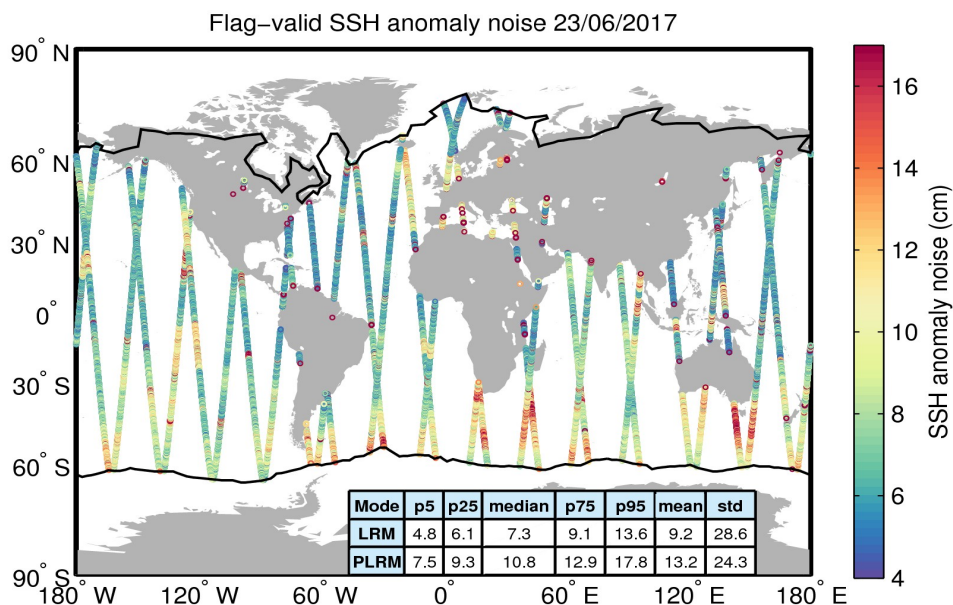 Flag–valid SSH anomaly noise 23/06/2017
90° N
60° N
30° N
0°
30° S
60° S
90° S
180° W 120° W 60° W 0° 60° E 120° E 180° E
Mode p5 p25 median p75 p95 mean std
LRM 4.8 6.1 7.3 9.1 13.6 9.2 28.6
PLRM 7.5 9.3 10.8 12.9 17.8 13.2 24.3
16
14
12
10
8
6
4
SSH anomaly noise (cm)